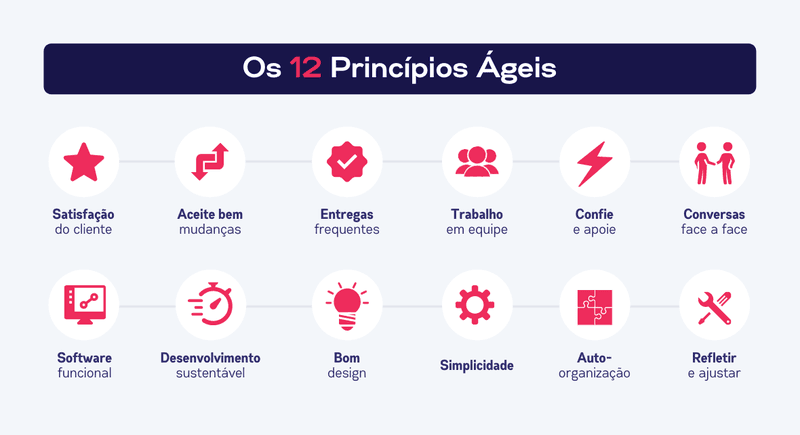 Os 12 Princípios Ágeis
Satisfação
do cliente
Aceite bem
mudanças
Entregas
frequentes
Trabalho
em equipe
Confie
e apoie
Conversas
face a face
Software
funcional
Desenvolvimento
sustentável
Bom
design
Simplicidade
Auto-
organização
Refletir
e ajustar